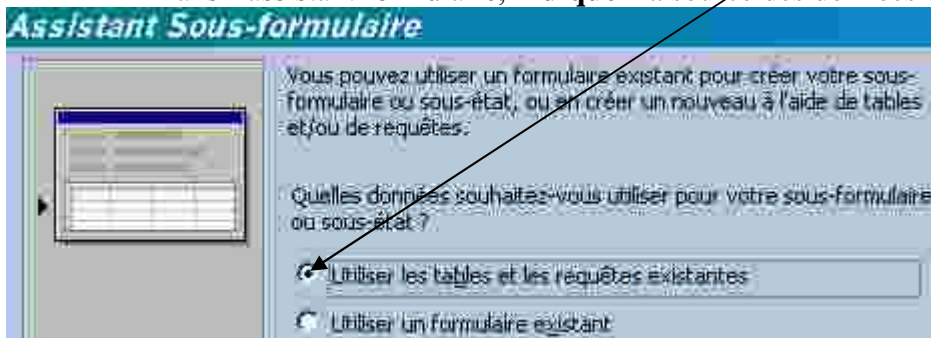 Assistant Sous-formulaire
Vous pouvez utiliser un formulaire existant pour créer votre sous-
formulaire ou sous-état, ou en créer un nouveau à l'aide de tables
et/ou de requêtes.
Quelles données souhaitez-vous utiliser pour votre sous-formulaire
ou sous-état ?
Utiliser les tables et les requêtes existantes
Utiliser un formulaire existant